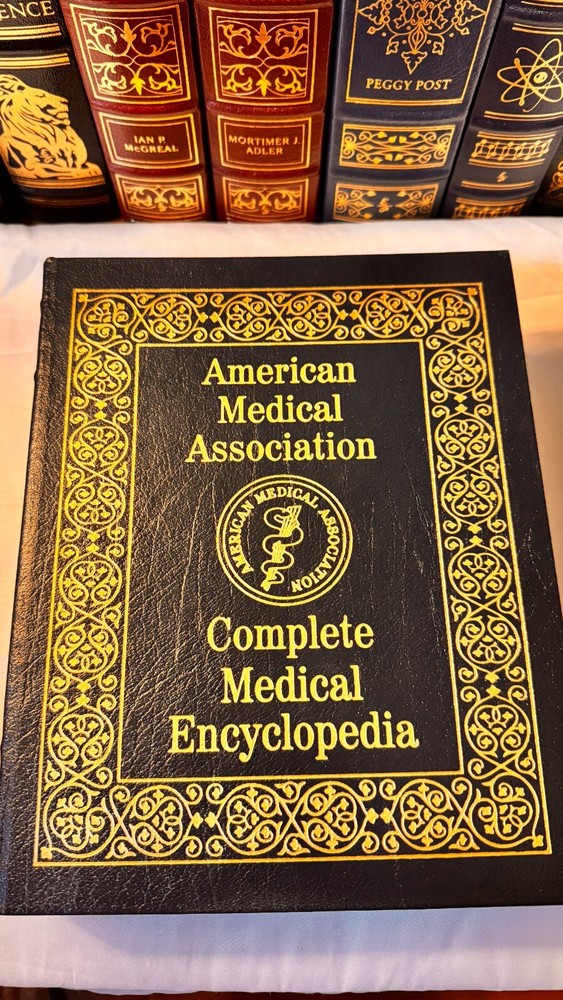 ENCE
IAN P.
McGREAL
MORTIMER J.
ADLER
PEGGY POST
American
Medical
Association
AMERICAN MEDICAL ASSOCIATION
Complete
Medical
Encyclopedia